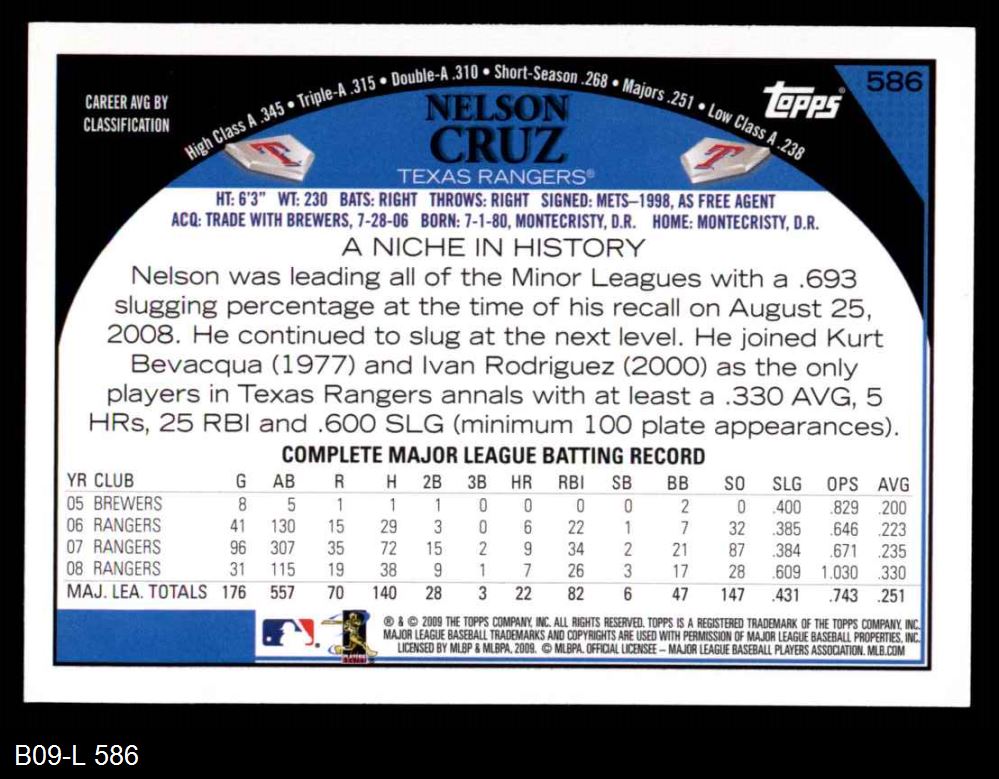 586
topps
CAREER AVG BY
CLASSIFICATION
High Class A .345 • Triple-A .315 • Double-A .310 • Short-Season .268 • Majors .251 • Low Class A .238
NELSON
CRUZ
TEXAS RANGERS®
HT: 6'3" WT: 230 BATS: RIGHT THROWS: RIGHT SIGNED: METS–1998, AS FREE AGENT
ACQ: TRADE WITH BREWERS, 7-28-06 BORN: 7-1-80, MONTECRISTY, D.R. HOME: MONTECRISTY, D.R.
A NICHE IN HISTORY
Nelson was leading all of the Minor Leagues with a .693
slugging percentage at the time of his recall on August 25,
2008. He continued to slug at the next level. He joined Kurt
Bevacqua (1977) and Ivan Rodriguez (2000) as the only
players in Texas Rangers annals with at least a .330 AVG, 5
HRs, 25 RBI and .600 SLG (minimum 100 plate appearances).
COMPLETE MAJOR LEAGUE BATTING RECORD
YR CLUB G AB R H 2B 3B HR RBI SB BB SO SLG OPS AVG
05 BREWERS 8 5 1 1 1 0 0 0 0 2 0 .400 .829 .200
06 RANGERS 41 130 15 29 3 0 6 22 1 7 32 .385 .646 .223
07 RANGERS 96 307 35 72 15 2 9 34 2 21 87 .384 .671 .235
08 RANGERS 31 115 19 38 9 1 7 26 3 17 28 .609 1.030 .330
MAJ. LEA. TOTALS 176 557 70 140 28 3 22 82 6 47 147 .431 .743 .251
® & © 2009 THE TOPPS COMPANY, INC. ALL RIGHTS RESERVED. TOPPS IS A REGISTERED TRADEMARK OF THE TOPPS COMPANY, INC.
MAJOR LEAGUE BASEBALL TRADEMARKS AND COPYRIGHTS ARE USED WITH PERMISSION OF MAJOR LEAGUE BASEBALL PROPERTIES, INC.
LICENSED BY MLBP & MLBPA, 2009. © MLBPA. OFFICIAL LICENSEE – MAJOR LEAGUE BASEBALL PLAYERS ASSOCIATION. MLB.COM
B09-L 586